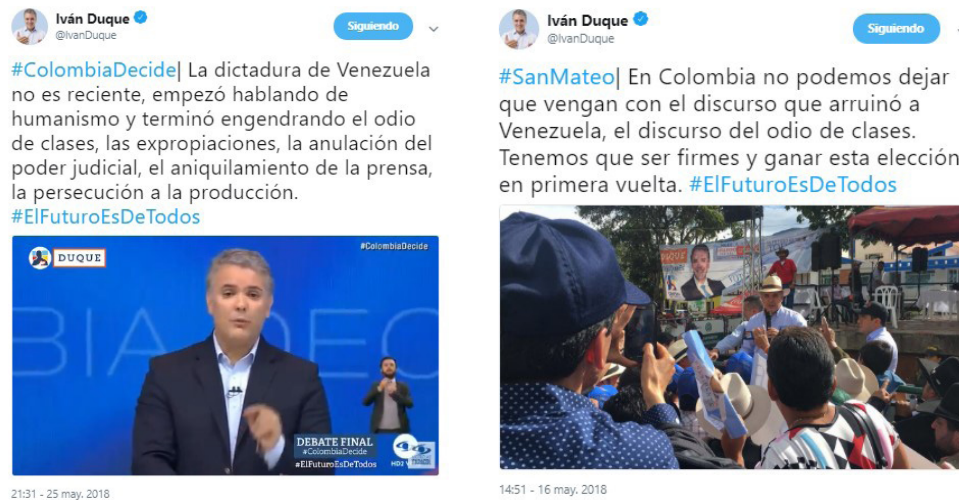 Iván Duque
@IvanDuque
Siguiendo
#ColombiaDecide| La dictadura de Venezuela
no es reciente, empezó hablando de
humanismo y terminó engendrando el odio
de clases, las expropiaciones, la anulación del
poder judicial, el aniquilamiento de la prensa,
la persecución a la producción.
#ElFuturoEsDeTodos
#ColombiaDecide
DUQUE
BIA DEC
DEBATE FINAL
#ColombiaDecide
#ElFuturoEsDeTodos
HD2
21:31 - 25 may. 2018
Iván Duque
@IvanDuque
Siguiendo
#SanMateo| En Colombia no podemos dejar
que vengan con el discurso que arruinó a
Venezuela, el discurso del odio de clases.
Tenemos que ser firmes y ganar esta elección
en primera vuelta. #ElFuturoEsDeTodos
DUQUE
14:51 - 16 may. 2018